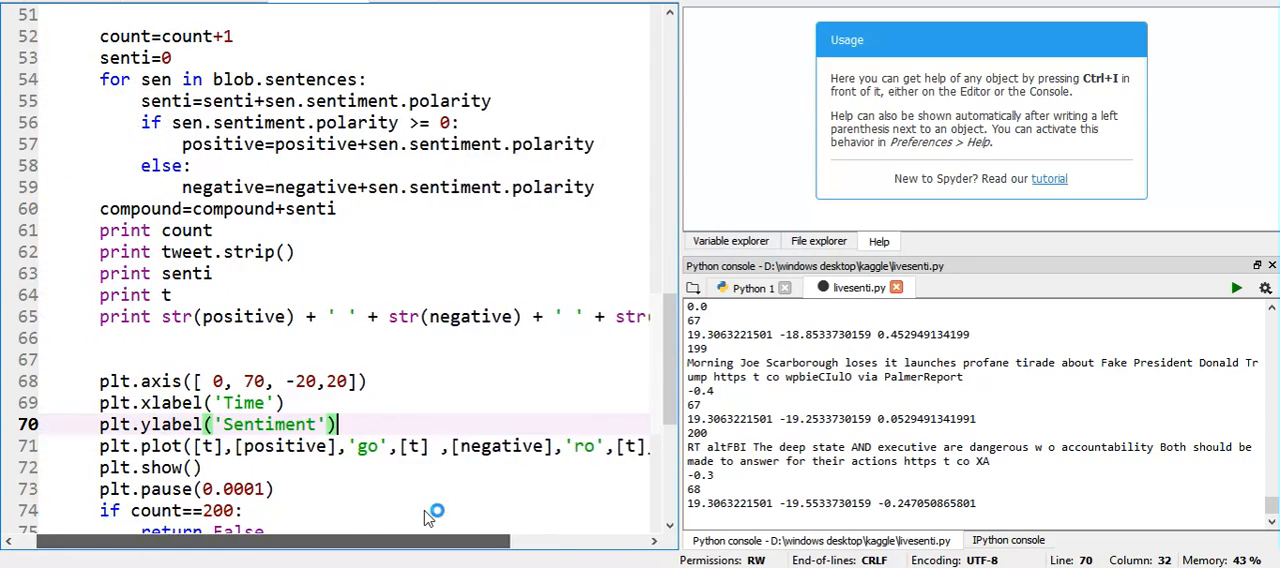 51
52 count=count+1
53 senti=0
54 for sen in blob.sentences:
55 senti=senti+sen.sentiment.polarity
56 if sen.sentiment.polarity >= 0:
57 positive=positive+sen.sentiment.polarity
58 else:
59 negative=negative+sen.sentiment.polarity
60 compound=compound+senti
61 print count
62 print tweet.strip()
63 print senti
64 print t
65 print str(positive) + ' ' + str(negative) + ' ' + str
66
67
68 plt.axis([ 0, 70, -20,20])
69 plt.xlabel('Time')
70 plt.ylabel('Sentiment')
71 plt.plot([t],[positive],'go',[t] ,[negative],'ro',[t],
72 plt.show()
73 plt.pause(0.0001)
74 if count==200:
75 return False
Usage
Here you can get help of any object by pressing Ctrl+I in
front of it, either on the Editor or the Console.
Help can also be shown automatically after writing a left
parenthesis next to an object. You can activate this
behavior in Preferences > Help.
New to Spyder? Read our tutorial
Variable explorer File explorer Help
Python console - D:\windows desktop\kaggle\livesenti.py
Python 1 livesenti.py
0.0
67
19.3063221501 -18.8533730159 0.452949134199
199
Morning Joe Scarborough loses it launches profane tirade about Fake President Donald Tr
ump https t co wpbieCIulO via PalmerReport
-0.4
67
19.3063221501 -19.2533730159 0.0529491341991
200
RT altFBI The deep state AND executive are dangerous w o accountability Both should be
made to answer for their actions https t co XA
-0.3
68
19.3063221501 -19.5533730159 -0.247050865801
Python console - D:\windows desktop\kaggle\livesenti.py IPython console
Permissions: RW End-of-lines: CRLF Encoding: UTF-8 Line: 70 Column: 32 Memory: 43 %